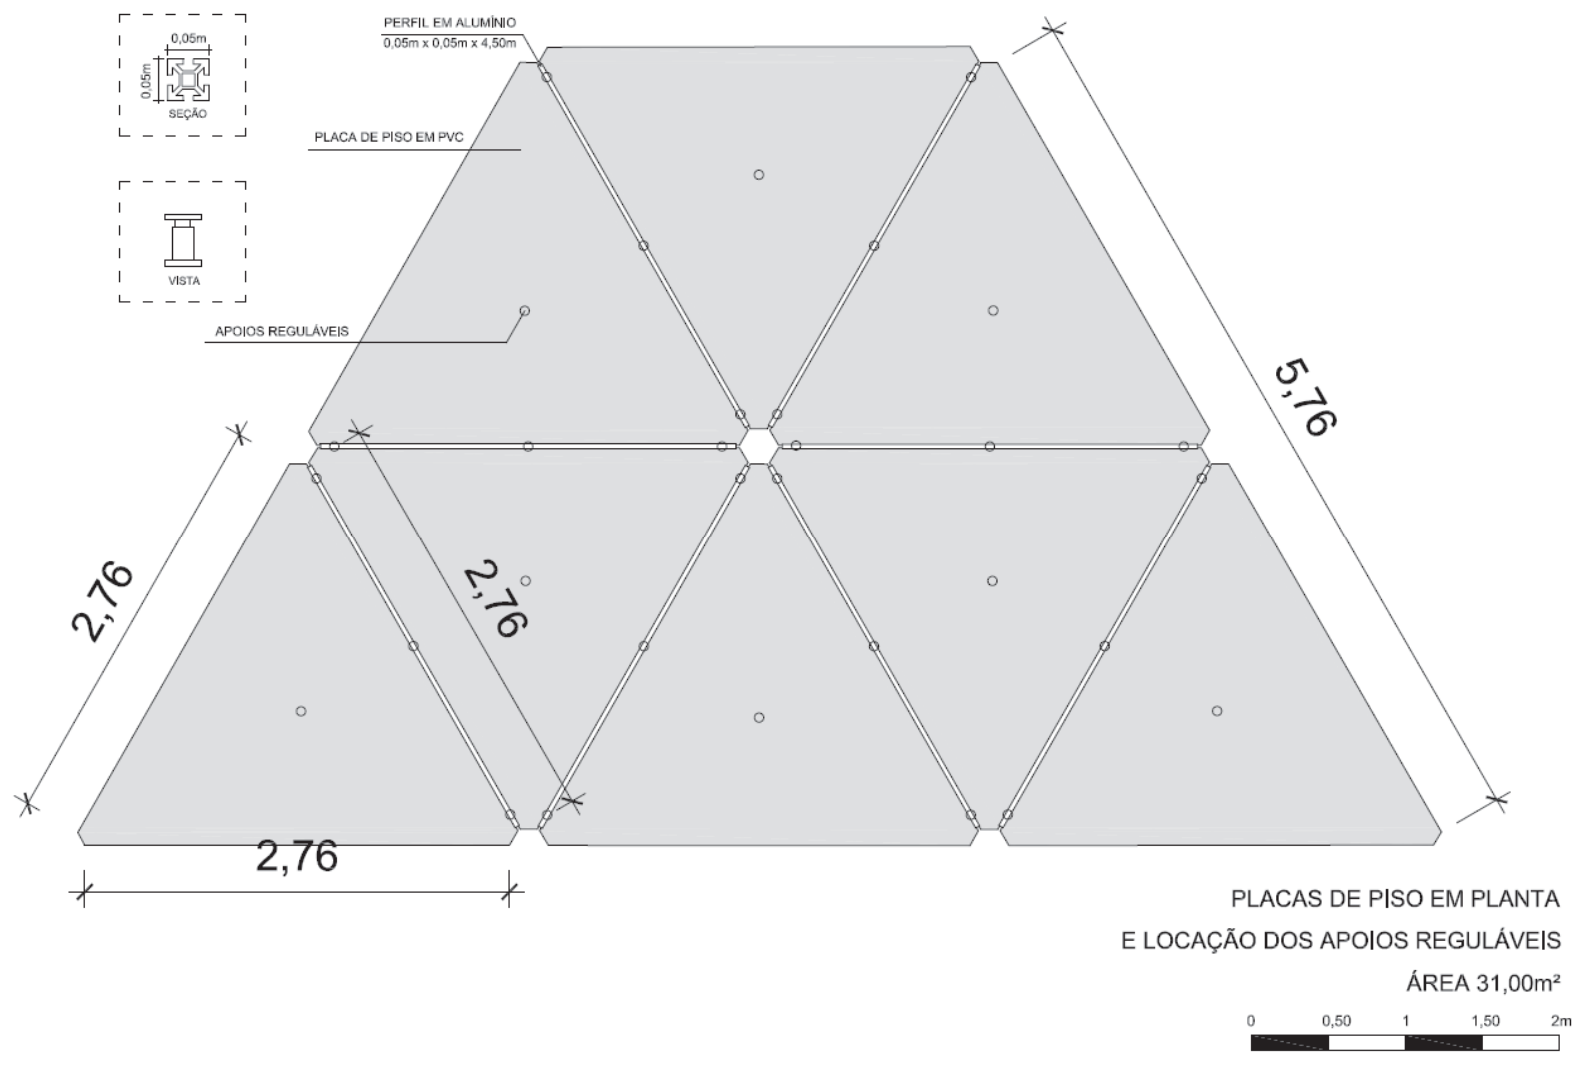 0,05m
0,05m
SEÇÃO
VISTA
PERFIL EM ALUMÍNIO
0,05m x 0,05m x 4,50m
PLACA DE PISO EM PVC
APOIOS REGULÁVEIS
5,76
2,76
2,76
2,76
PLACAS DE PISO EM PLANTA
E LOCAÇÃO DOS APOIOS REGULÁVEIS
ÁREA 31,00m²
0 0,50 1 1,50 2m